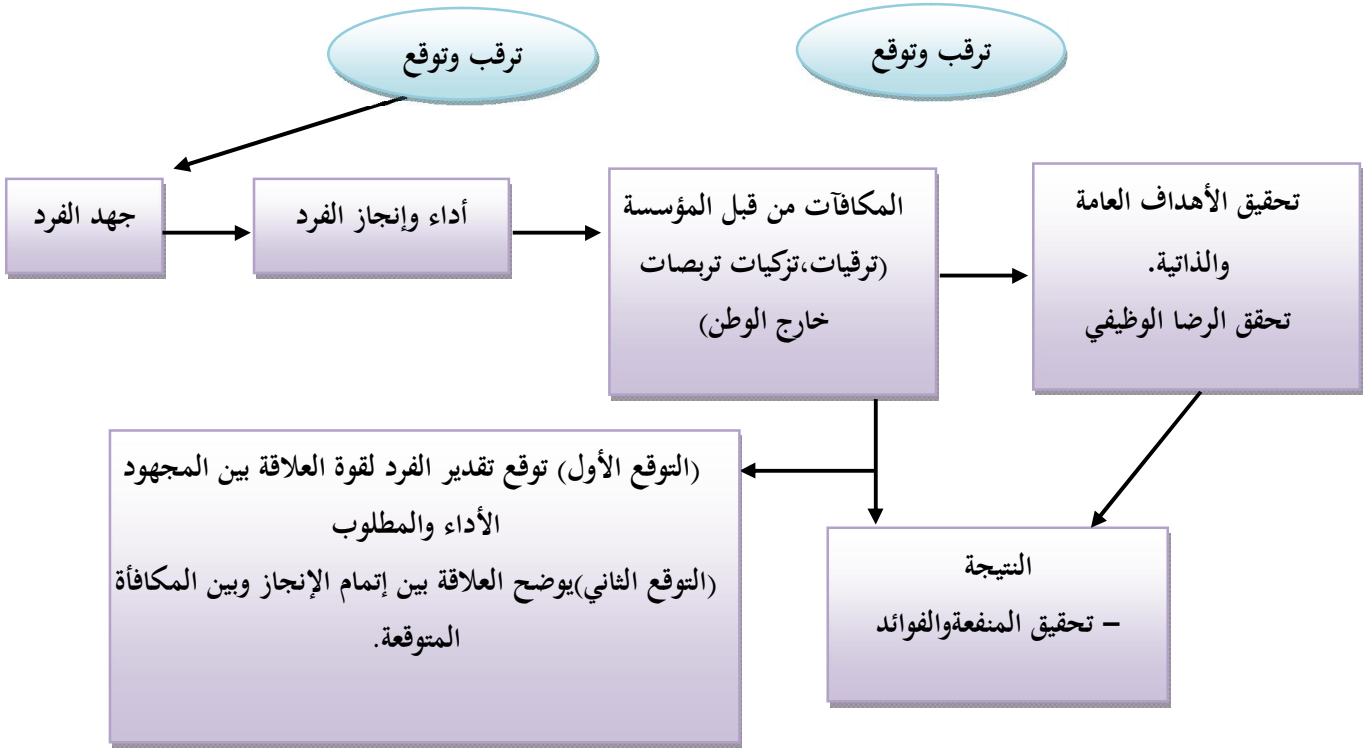 ترقب وتوقع
ترقب وتوقع
جهد الفرد
أداء وإنجاز الفرد
المكافآت من قبل المؤسسة
(ترقيات،تزكيات تربصات
خارج الوطن)
تحقيق الأهداف العامة
والذاتية.
تحقق الرضا الوظيفي
(التوقع الأول) توقع تقدير الفرد لقوة العلاقة بين المجهود
الأداء والمطلوب
(التوقع الثاني)يوضح العلاقة بين إتمام الإنجاز وبين المكافأة
المتوقعة.
النتيجة
– تحقيق المنفعةوالفوائد